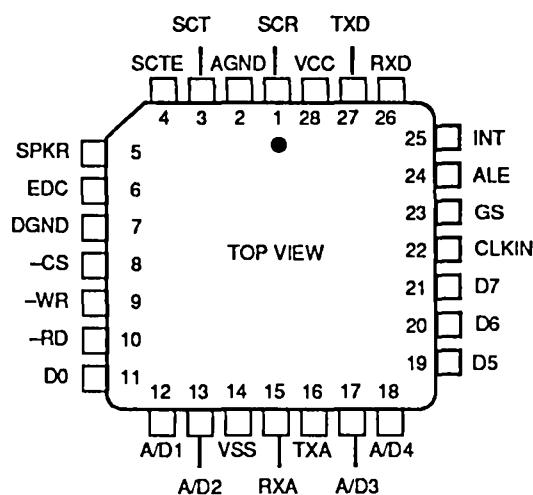 SCT SCR TXD
SCTE AGND VCC RXD
4 3 2 1 28 27 26
SPKR 5 25 INT
EDC 6 24 ALE
DGND 7 23 GS
–CS 8 22 CLKIN
TOP VIEW
–WR 9 21 D7
–RD 10 20 D6
D0 11 19 D5
12 13 14 15 16 17 18
A/D1 VSS TXA A/D4
A/D2 RXA A/D3